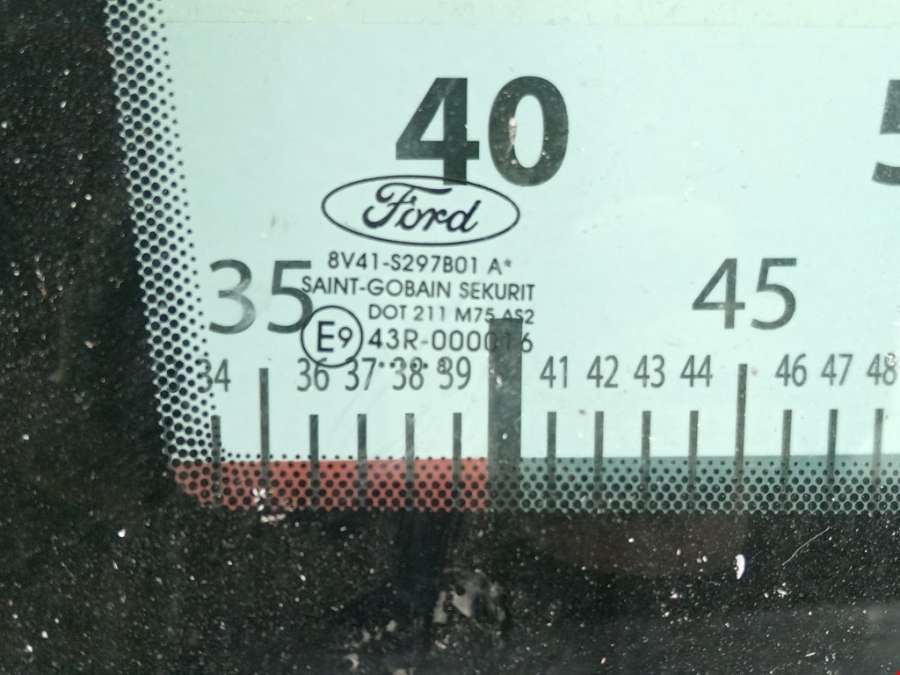 40
Ford
8V41-S297B01 A*
35 SAINT-GOBAIN SEKURIT 45
DOT 211 M75 AS2
E9 43R-000016
34 36 37 38 39 41 42 43 44 46 47 48
.....8